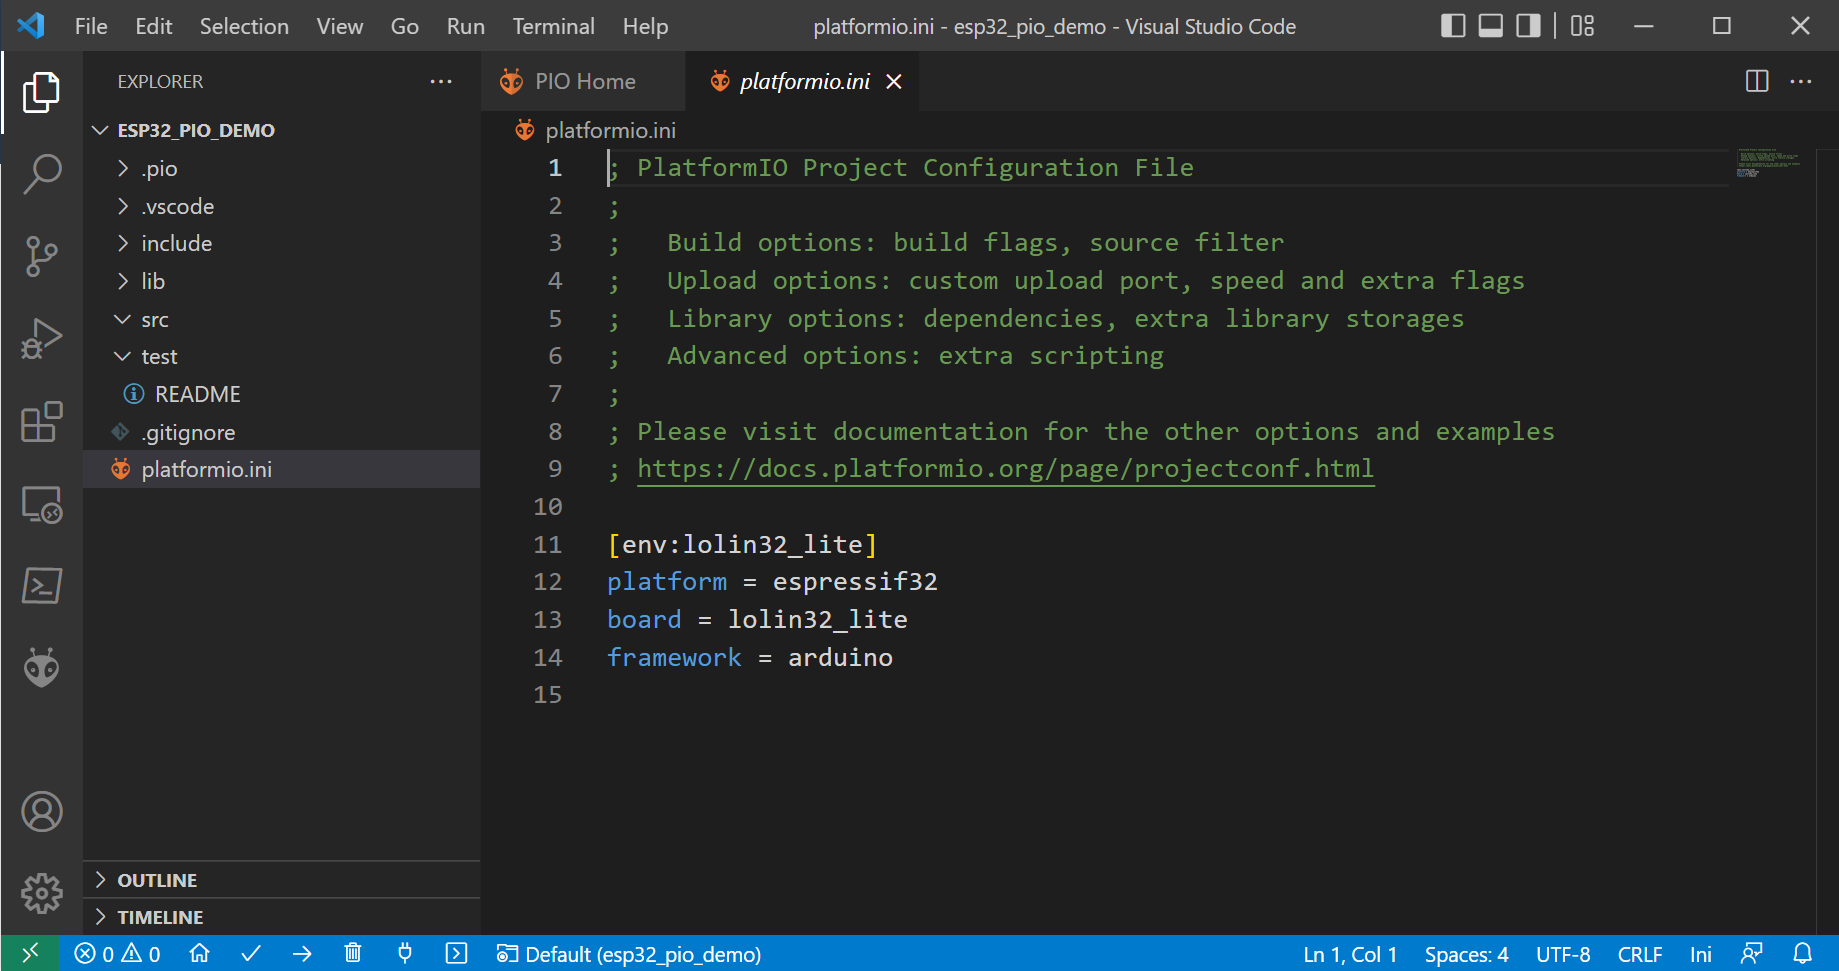 File Edit Selection View Go Run Terminal Help platformio.ini - esp32_pio_demo - Visual Studio Code
EXPLORER
PIO Home platformio.ini
ESP32_PIO_DEMO
.pio
.vscode
include
lib
src
test
README
.gitignore
platformio.ini
OUTLINE
TIMELINE
platformio.ini
1 ; PlatformIO Project Configuration File
2 ;
3 ;   Build options: build flags, source filter
4 ;   Upload options: custom upload port, speed and extra flags
5 ;   Library options: dependencies, extra library storages
6 ;   Advanced options: extra scripting
7 ;
8 ; Please visit documentation for the other options and examples
9 ; https://docs.platformio.org/page/projectconf.html
10
11 [env:lolin32_lite]
12 platform = espressif32
13 board = lolin32_lite
14 framework = arduino
15
0 0 Default (esp32_pio_demo) Ln 1, Col 1 Spaces: 4 UTF-8 CRLF Ini